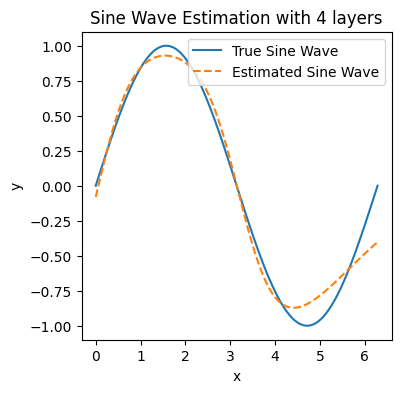 Sine Wave Estimation with 4 layers
True Sine Wave
Estimated Sine Wave
1.00
0.75
0.50
0.25
0.00
−0.25
−0.50
−0.75
−1.00
y
0 1 2 3 4 5 6
x